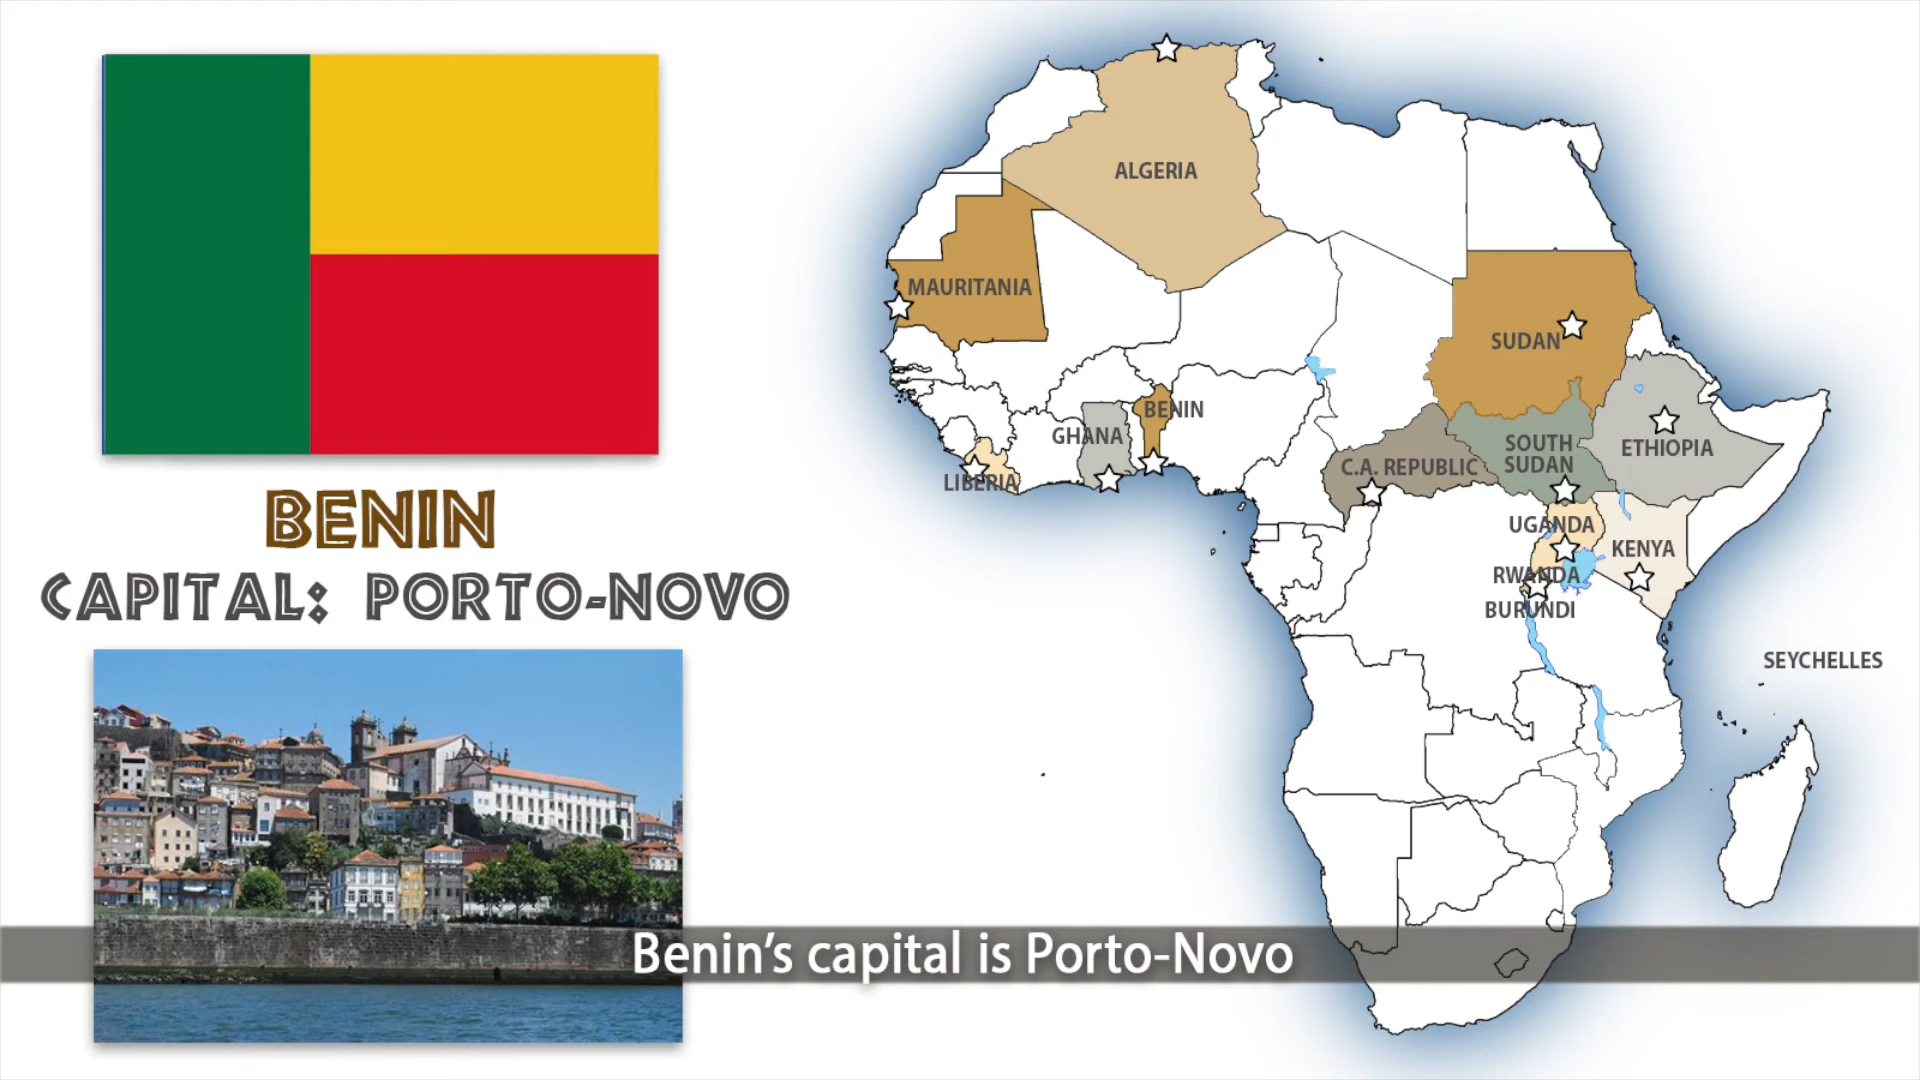 BENIN
CAPITAL: PORTO-NOVO
ALGERIA
MAURITANIA
SUDAN
BENIN
GHANA
LIBERIA
C.A. REPUBLIC
SOUTH
SUDAN
ETHIOPIA
UGANDA
KENYA
RWANDA
BURUNDI
SEYCHELLES
Benin's capital is Porto-Novo